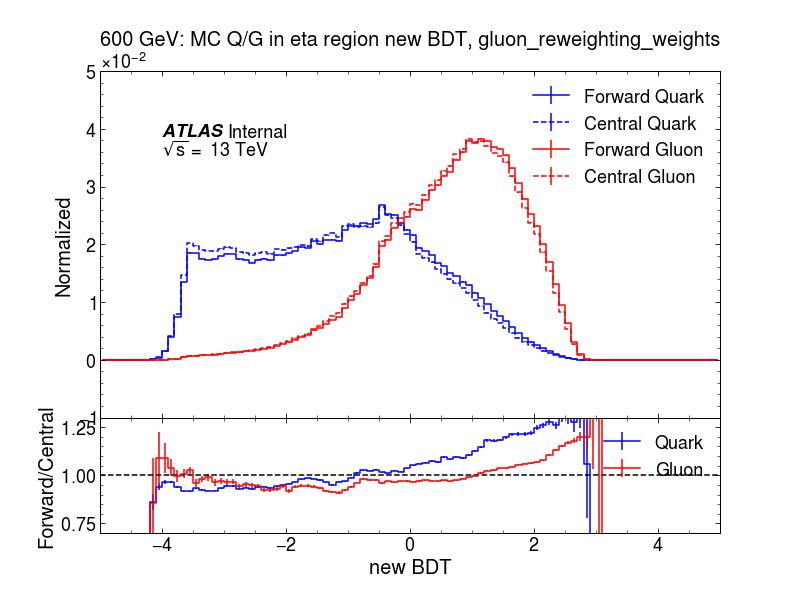 600 GeV: MC Q/G in eta region new BDT, gluon_reweighting_weights
×10⁻²
5
4
3
2
1
0
−1
Normalized
ATLAS Internal
√s = 13 TeV
Forward Quark
Central Quark
Forward Gluon
Central Gluon
1.25
1.00
0.75
Forward/Central
Quark
Gluon
−4 −2 0 2 4
new BDT